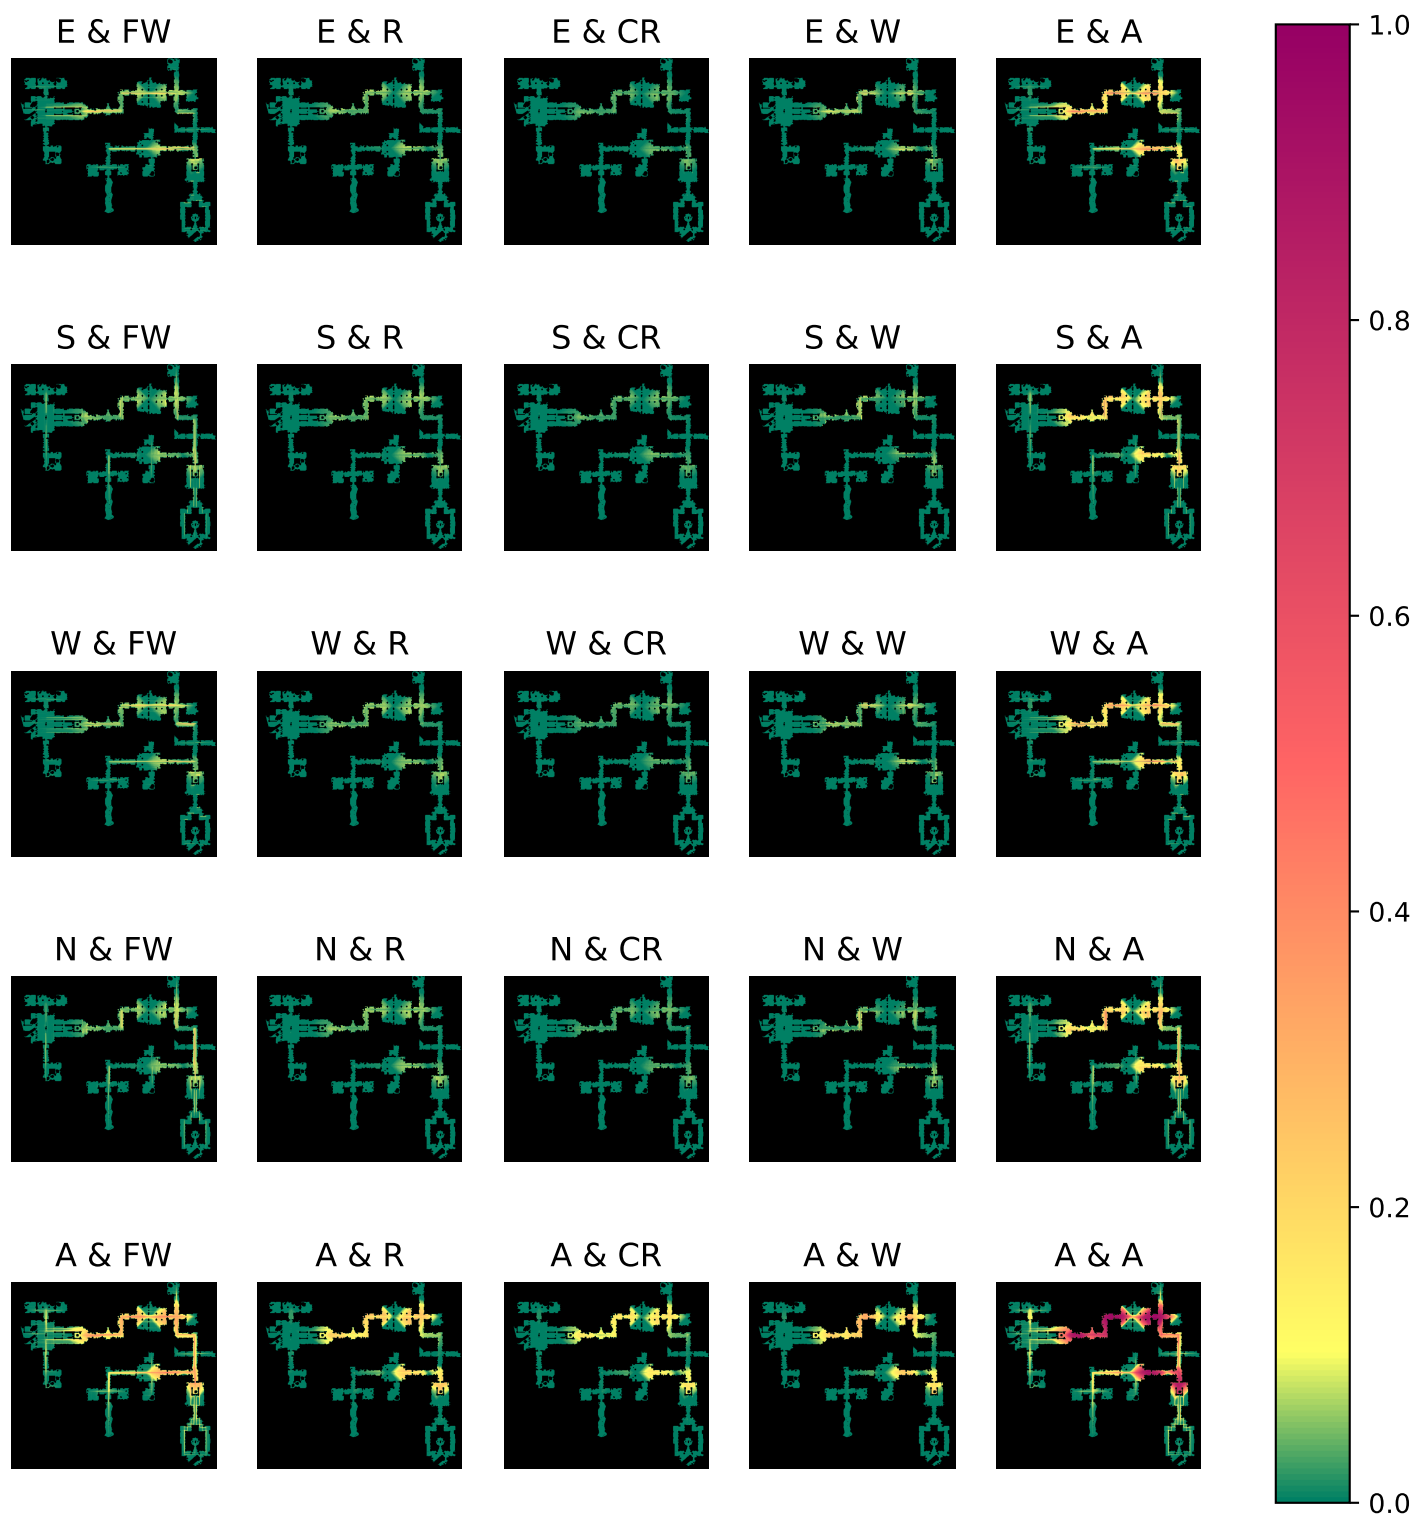 E & FW
E & R
E & CR
E & W
E & A
1.0
S & FW
S & R
S & CR
S & W
S & A
0.8
W & FW
W & R
W & CR
W & W
W & A
0.6
N & FW
N & R
N & CR
N & W
N & A
0.4
A & FW
A & R
A & CR
A & W
A & A
0.2
0.0